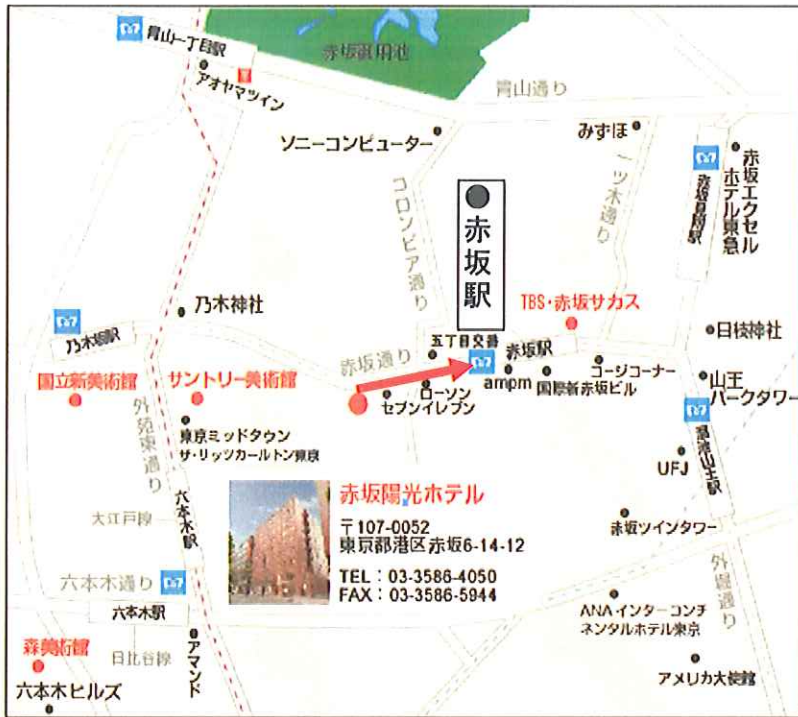 青山一丁目駅
赤坂御用池
アオヤマツイン
青山通り
ソニーコンピューター
みずほ
赤坂エクセル
ホテル東急
赤坂見附駅
一ツ木通り
コロンビア通り
赤坂駅
乃木神社
TBS・赤坂サカス
乃木坂駅
赤坂通り
五丁目交番
赤坂駅
日枝神社
コージコーナー
ampm
国際新赤坂ビル
山王
パークタワー
国立新美術館
サントリー美術館
ローソン
セブンイレブン
外苑東通り
東京ミッドタウン
ザ・リッツカールトン東京
溜池山王駅
UFJ
赤坂陽光ホテル
〒107-0052
東京都港区赤坂6-14-12
TEL：03-3586-4050
FAX：03-3586-5944
大江戸線
六本木駅
赤坂ツインタワー
外堀通り
六本木通り
六本木駅
ANAインターコンチ
ネンタルホテル東京
日比谷線
アマンド
森美術館
六本木ヒルズ
アメリカ大使館